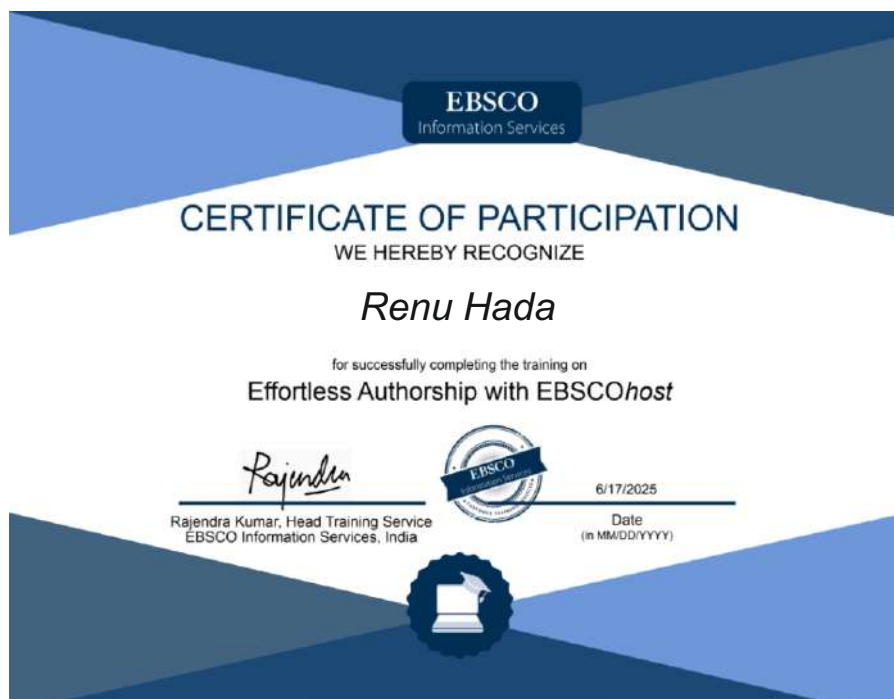 EBSCO
Information Services
CERTIFICATE OF PARTICIPATION
WE HEREBY RECOGNIZE
Renu Hada
for successfully completing the training on
Effortless Authorship with EBSCOhost
Rajendra
EBSCO
Information Services
6/17/2025
Rajendra Kumar, Head Training Service
EBSCO Information Services, India
Date
(in MM/DD/YYYY)